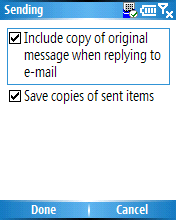 Sending
Include copy of original
message when replying to
e-mail
Save copies of sent items
Done
Cancel